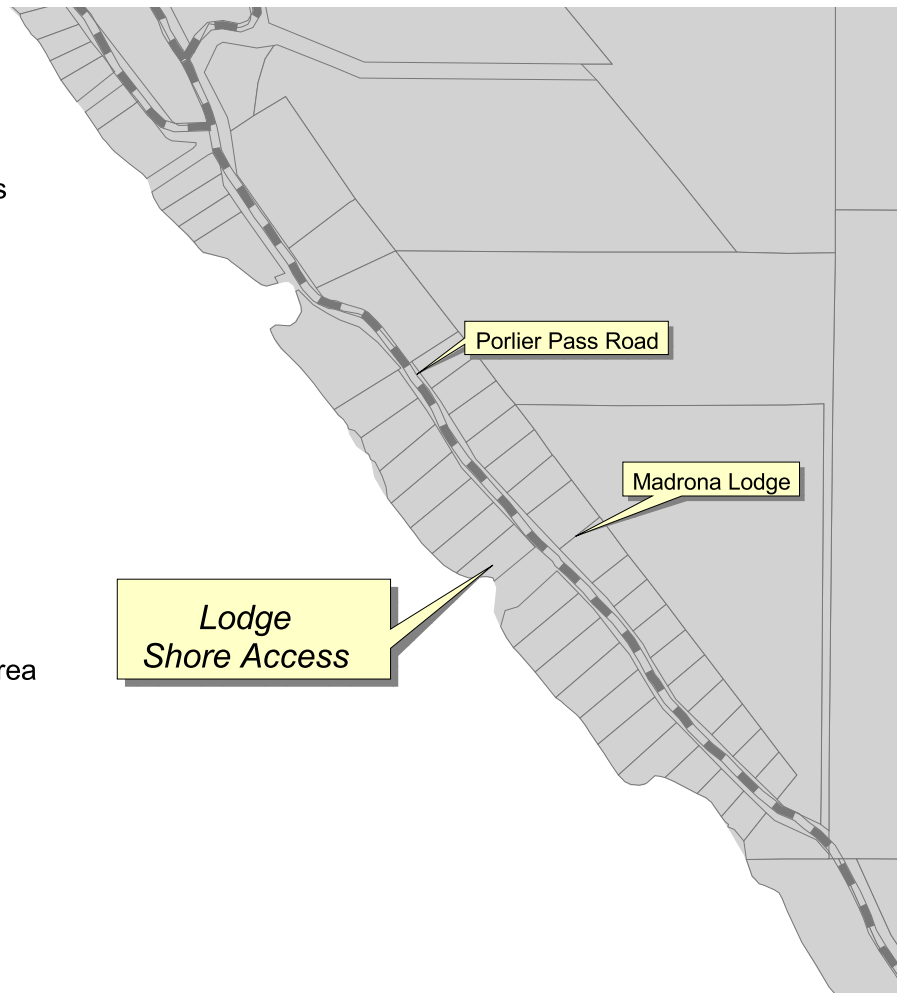 s
Porlier Pass Road
Madrona Lodge
Lodge
Shore Access
rea